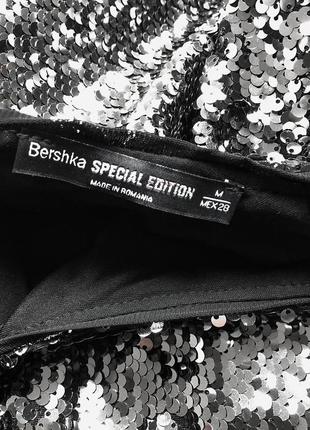 Bershka SPECIAL EDITION
MADE IN ROMANIA
M
MEX 28